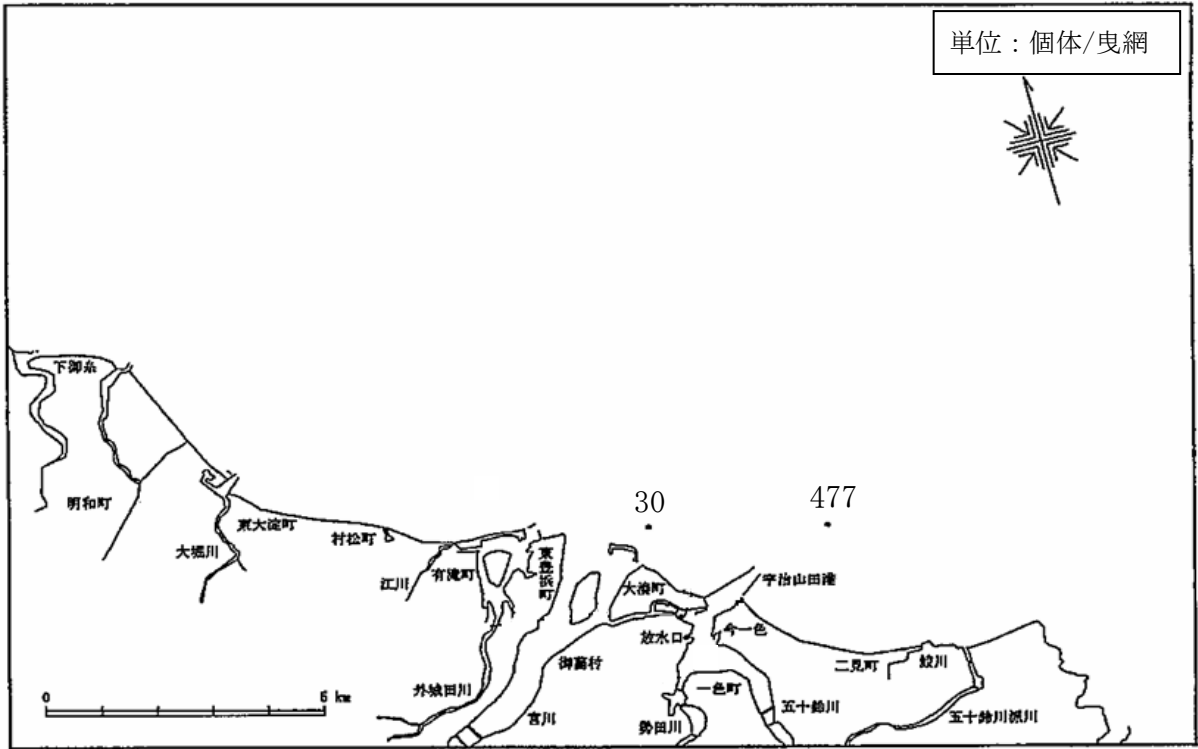 単位：個体/曳網
下御糸
明和町
大堀川
東大淀町
村松町
江川
有滝町
東豊浜町
30
477
大湊町
宇治山田港
放水口
今一色
御薗村
二見町
鮫川
外城田川
宮川
勢田川
一色町
五十鈴川
五十鈴川派川
0 6 km